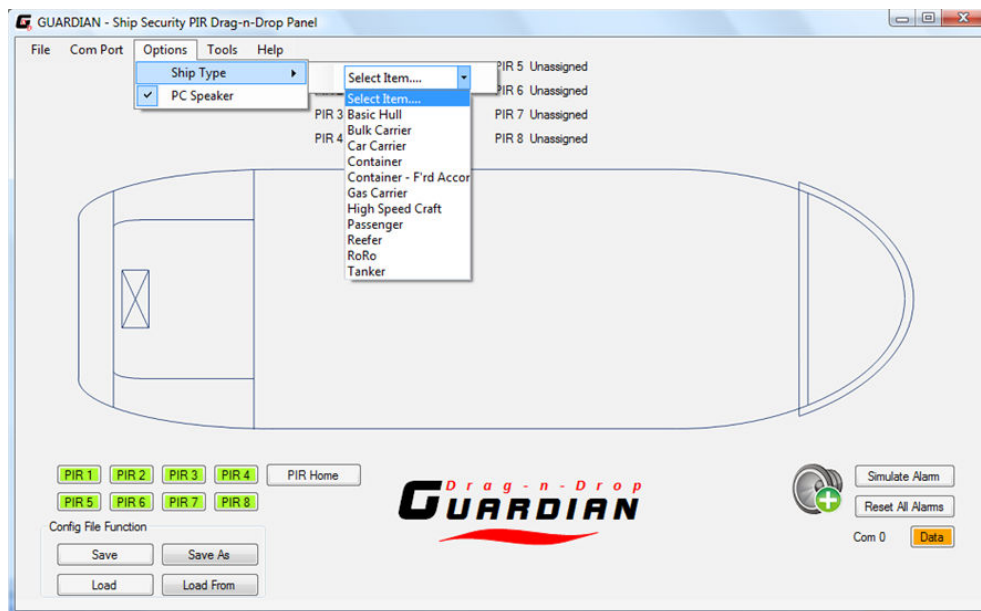 GUARDIAN - Ship Security PIR Drag-n-Drop Panel
File Com Port Options Tools Help
Ship Type
PC Speaker
Select Item....
Select Item....
Basic Hull
Bulk Carrier
Car Carrier
Container
Container - F'rd Accor
Gas Carrier
High Speed Craft
Passenger
Reefer
RoRo
Tanker
PIR 3
PIR 4
PIR 5 Unassigned
PIR 6 Unassigned
PIR 7 Unassigned
PIR 8 Unassigned
PIR 1 PIR 2 PIR 3 PIR 4 PIR Home
PIR 5 PIR 6 PIR 7 PIR 8
Config File Function
Save Save As
Load Load From
Drag-n-Drop
GUARDIAN
Simulate Alarm
Reset All Alarms
Com 0 Data